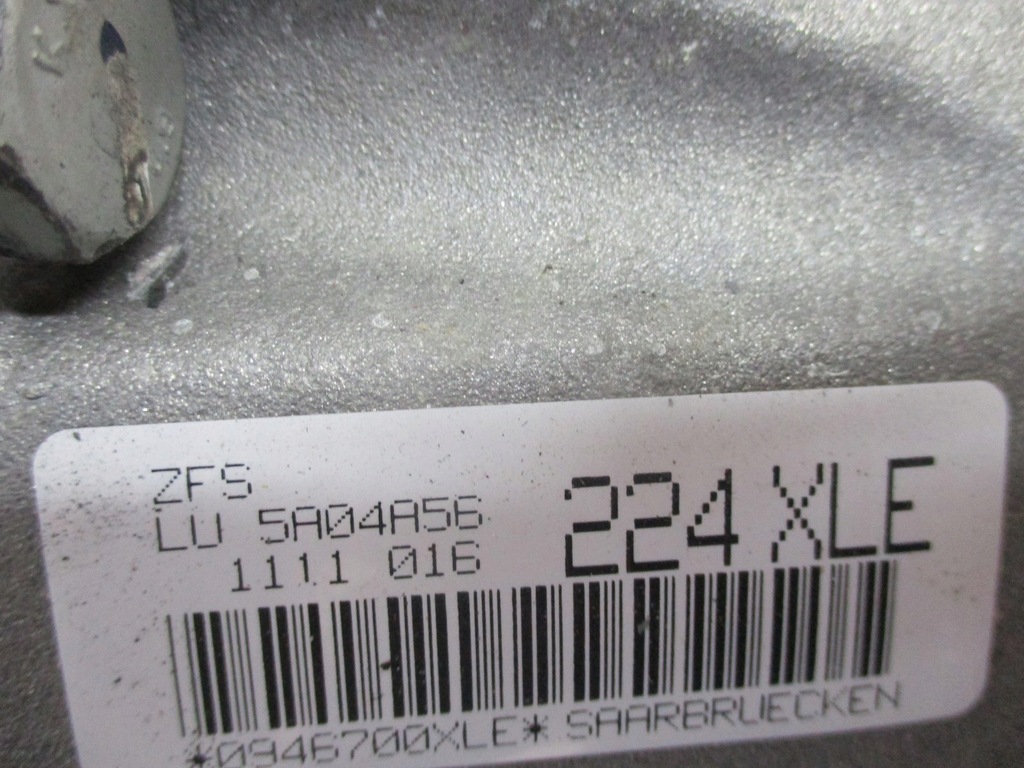 ZFS
LU 5A04A56
1111 016
224 XLE
*0946700XLE* SAARBRUECKEN